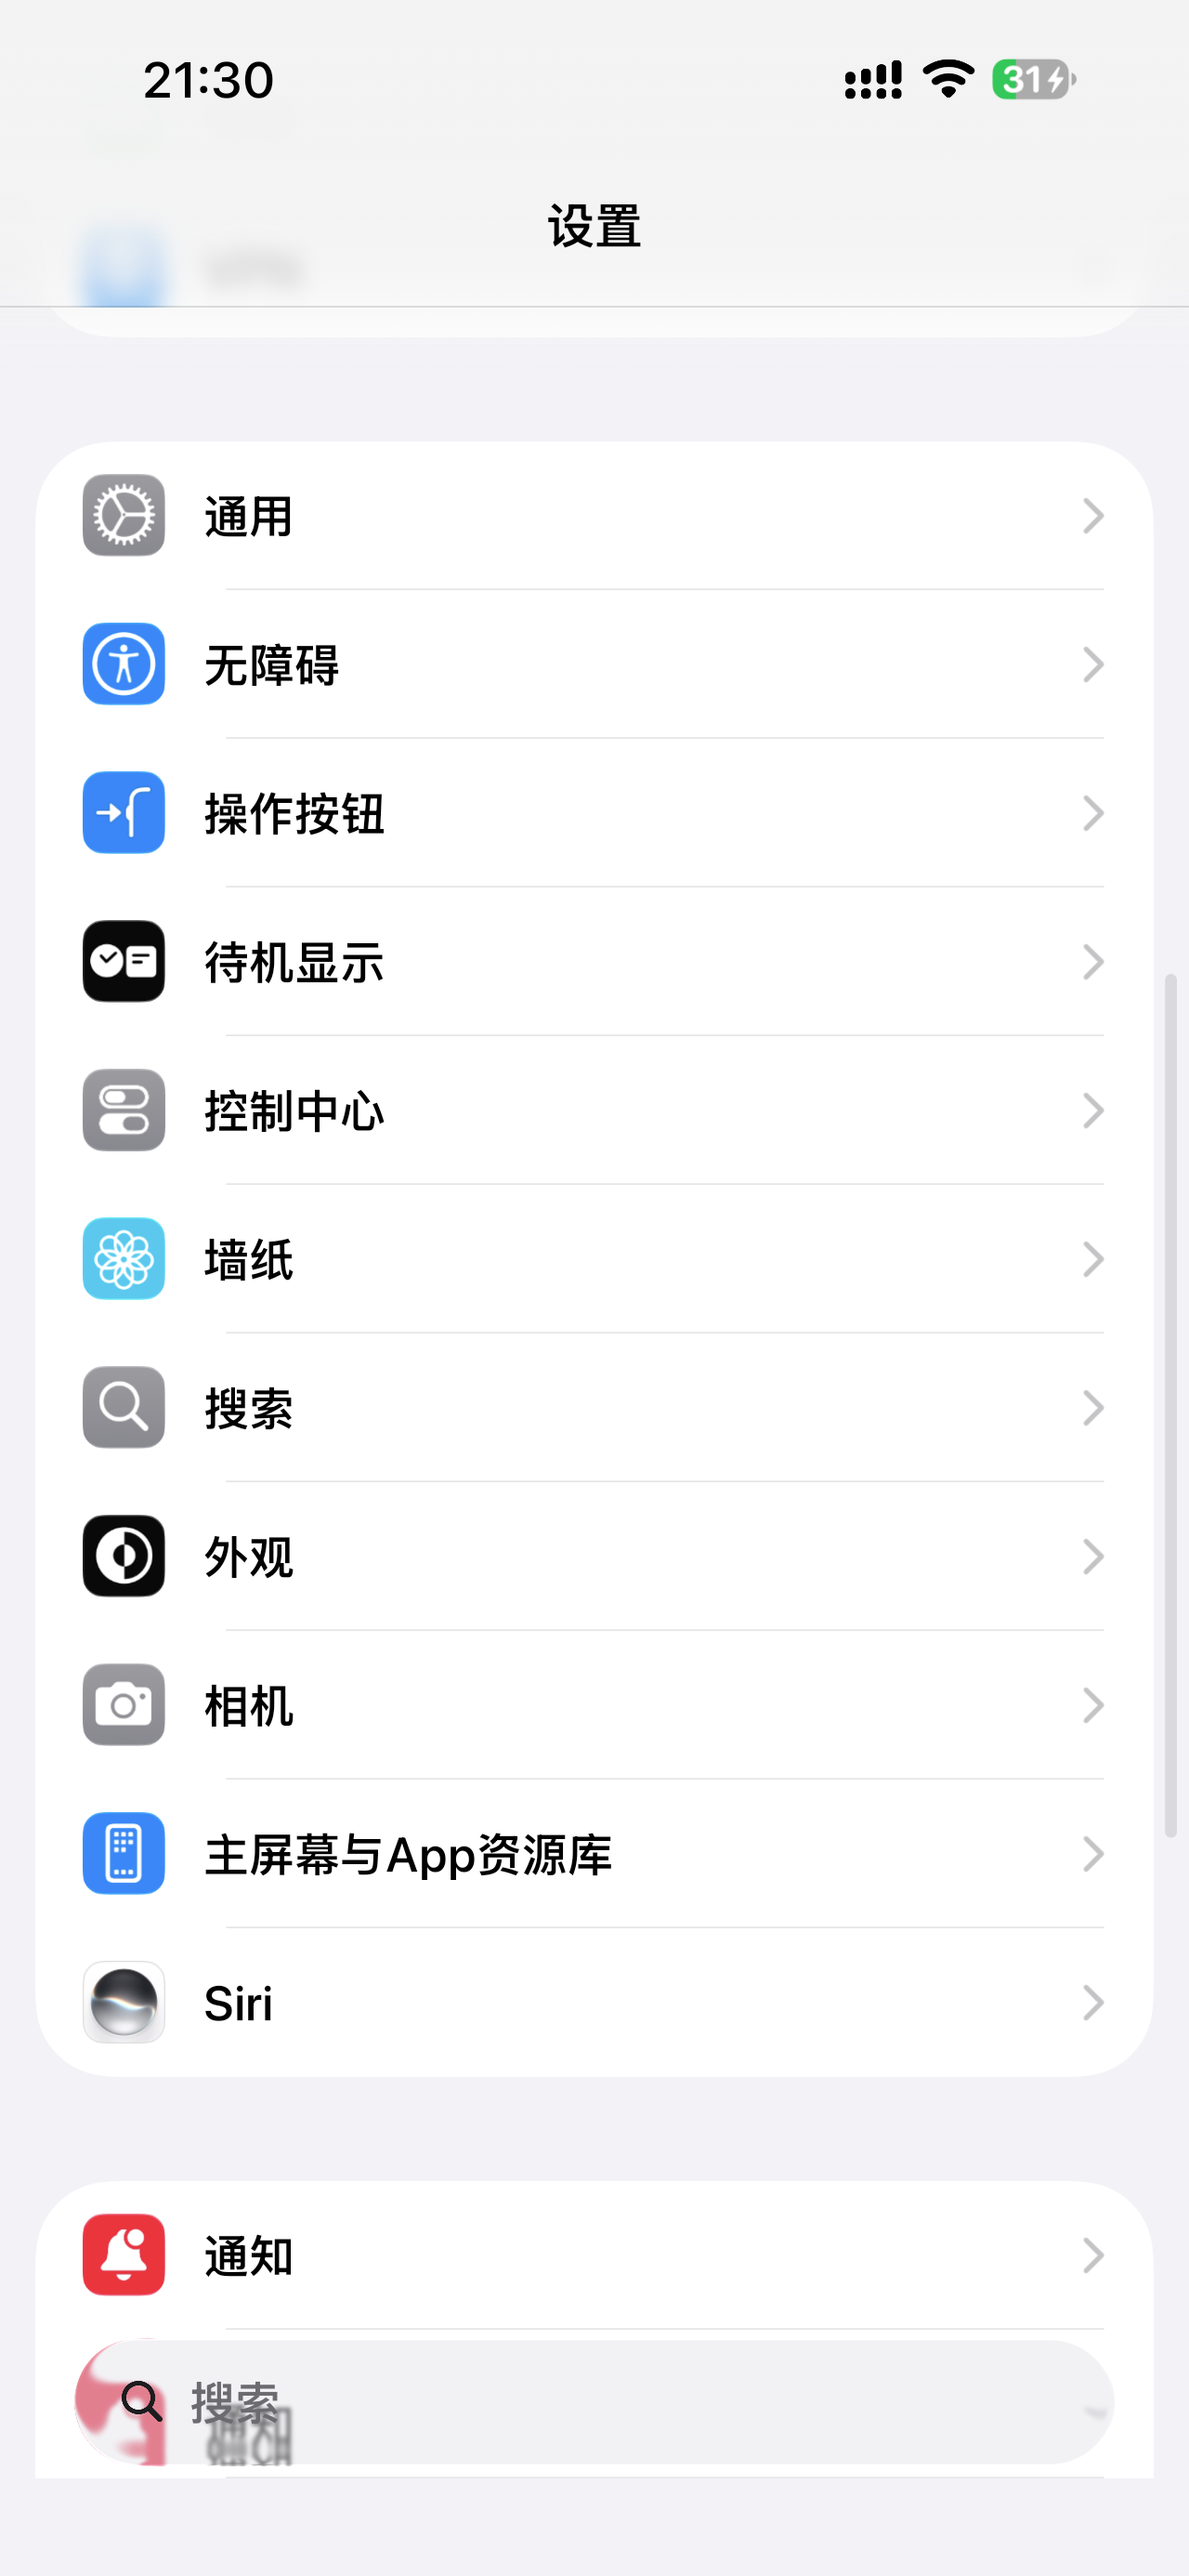 21:30
31
设置
通用
无障碍
操作按钮
待机显示
控制中心
墙纸
搜索
外观
相机
主屏幕与App资源库
Siri
通知
搜索